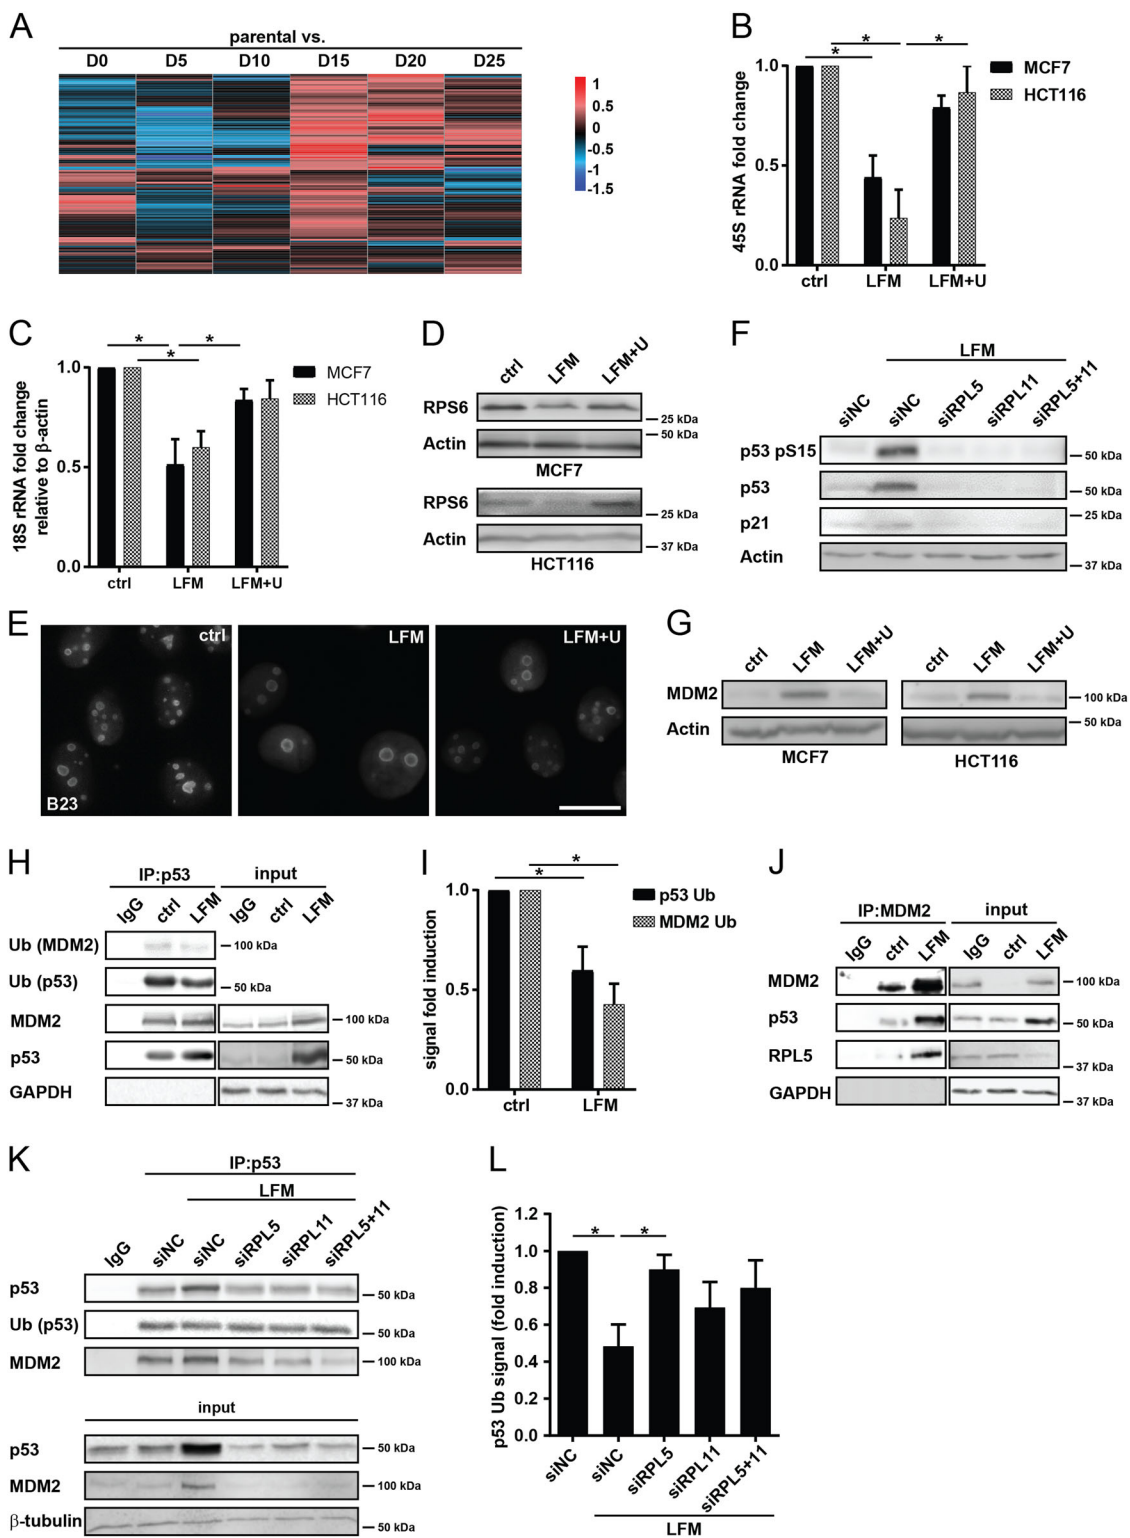 A
parental vs.
D0 D5 D10 D15 D20 D25
1
0.5
0
-0.5
-1
-1.5
B
* *
*
MCF7
HCT116
45S rRNA fold change
1.0
0.5
0.0
ctrl LFM LFM+U
C
* *
*
MCF7
HCT116
18S rRNA fold change
relative to β-actin
1.0
0.5
0.0
ctrl LFM LFM+U
D
ctrl LFM LFM+U
RPS6
25 kDa
50 kDa
Actin
MCF7
RPS6
25 kDa
Actin
37 kDa
HCT116
F
LFM
siNC siNC siRPL5 siRPL11 siRPL5+11
p53 pS15
50 kDa
p53
50 kDa
p21
25 kDa
Actin
37 kDa
E
ctrl LFM LFM+U
B23
G
ctrl LFM LFM+U ctrl LFM LFM+U
MDM2
100 kDa
Actin
50 kDa
MCF7 HCT116
H
IP:p53 input
IgG ctrl LFM IgG ctrl LFM
Ub (MDM2)
100 kDa
Ub (p53)
50 kDa
MDM2
100 kDa
p53
50 kDa
GAPDH
37 kDa
I
*
*
p53 Ub
MDM2 Ub
signal fold induction
1.0
0.5
0.0
ctrl LFM
J
IP:MDM2 input
IgG ctrl LFM IgG ctrl LFM
MDM2
100 kDa
p53
50 kDa
RPL5
37 kDa
GAPDH
37 kDa
K
IP:p53
LFM
IgG siNC siNC siRPL5 siRPL11 siRPL5+11
p53
50 kDa
Ub (p53)
50 kDa
MDM2
100 kDa
input
p53
50 kDa
MDM2
100 kDa
β-tubulin
50 kDa
L
* *
p53 Ub signal (fold induction)
1.2
1.0
0.8
0.6
0.4
0.2
0.0
siNC siNC siRPL5 siRPL11 siRPL5+11
LFM